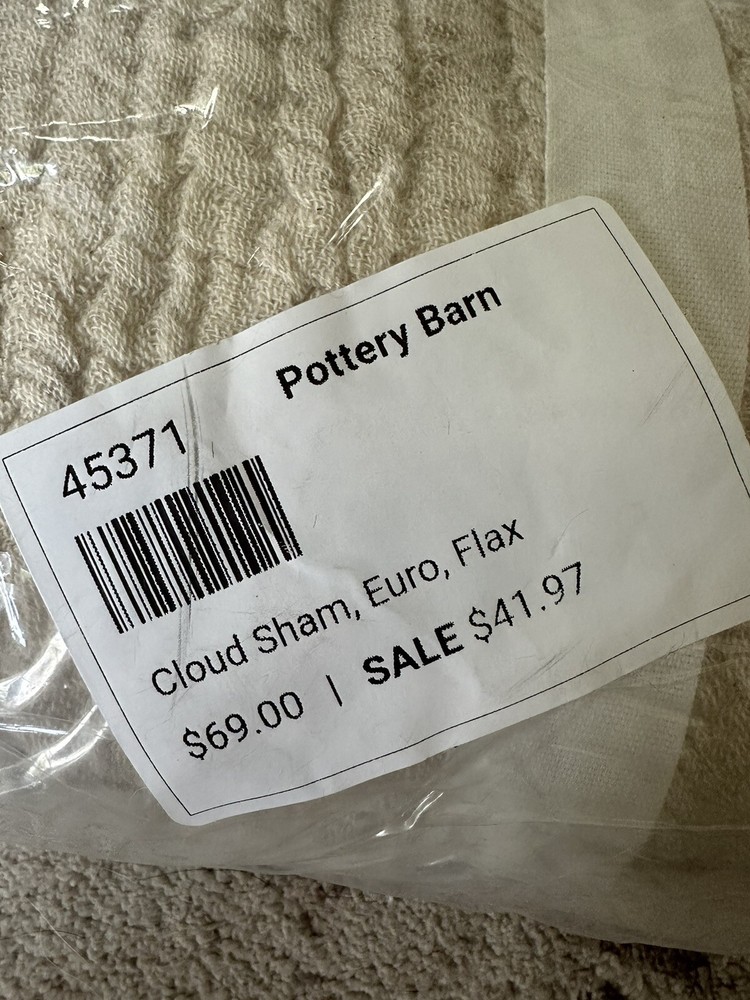 Pottery Barn
45371
Cloud Sham, Euro, Flax
$69.00 | SALE $41.97